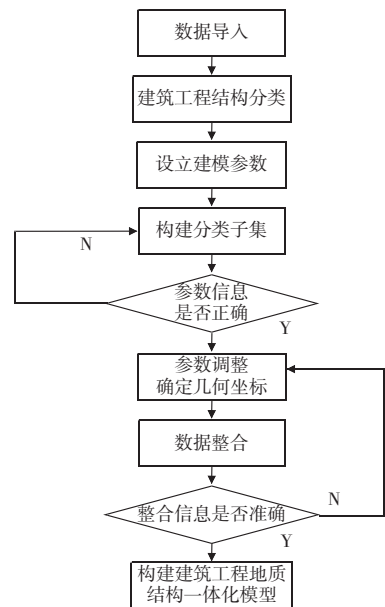 数据导入
建筑工程结构分类
设立建模参数
构建分类子集
N
参数信息
是否正确
Y
参数调整
确定几何坐标
数据整合
整合信息是否准确
N
Y
构建建筑工程地质
结构一体化模型